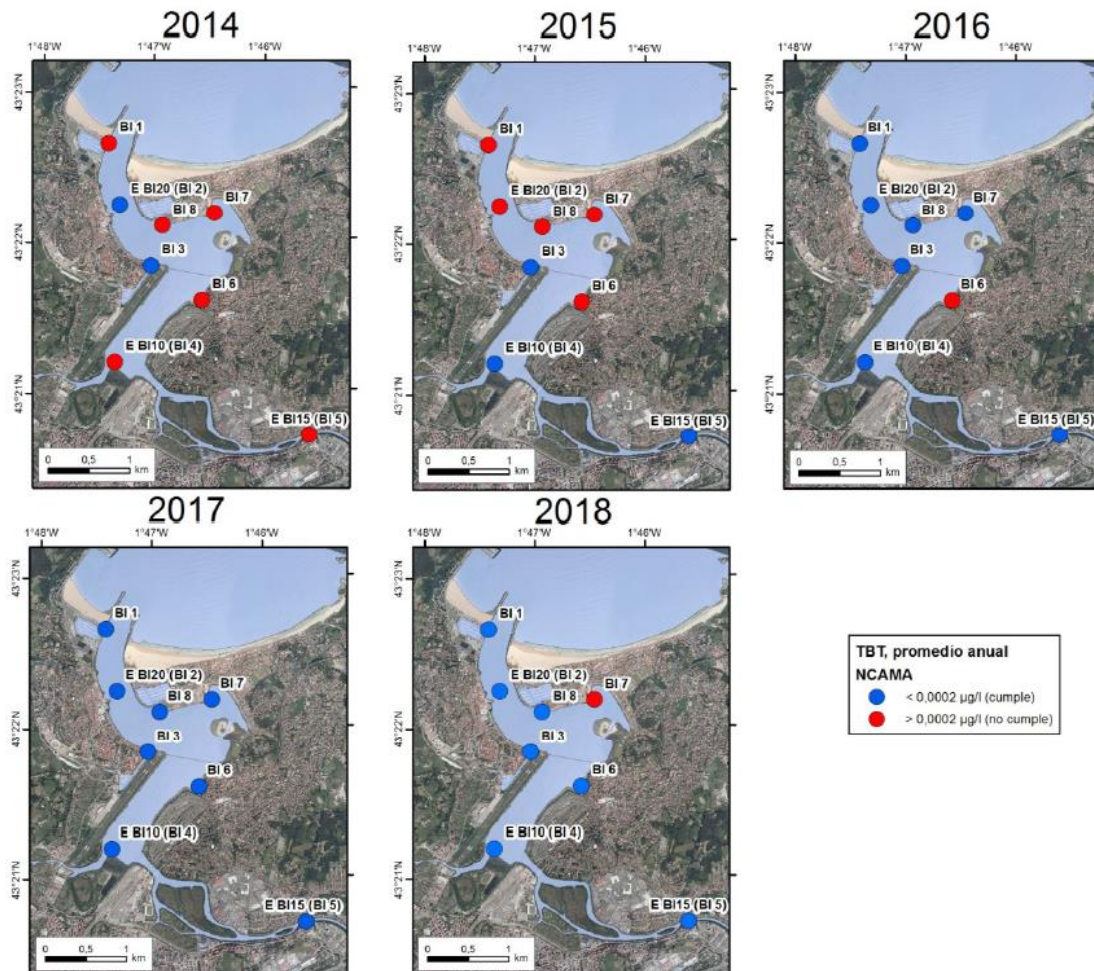 2014
1°48'W 1°47'W 1°46'W
43°23'N
43°22'N
43°21'N
BI 1
E BI20 (BI 2)
BI 7
BI 8
BI 3
BI 6
E BI10 (BI 4)
E BI15 (BI 5)
0 0,5 1
km
2015
1°48'W 1°47'W 1°46'W
43°23'N
43°22'N
43°21'N
BI 1
E BI20 (BI 2)
BI 7
BI 8
BI 3
BI 6
E BI10 (BI 4)
E BI15 (BI 5)
0 0,5 1
km
2016
1°48'W 1°47'W 1°46'W
43°23'N
43°22'N
43°21'N
BI 1
E BI20 (BI 2)
BI 7
BI 8
BI 3
BI 6
E BI10 (BI 4)
E BI15 (BI 5)
0 0,5 1
km
2017
1°48'W 1°47'W 1°46'W
43°23'N
43°22'N
43°21'N
BI 1
E BI20 (BI 2)
BI 7
BI 8
BI 3
BI 6
E BI10 (BI 4)
E BI15 (BI 5)
0 0,5 1
km
2018
1°48'W 1°47'W 1°46'W
43°23'N
43°22'N
43°21'N
BI 1
E BI20 (BI 2)
BI 7
BI 8
BI 3
BI 6
E BI10 (BI 4)
E BI15 (BI 5)
0 0,5 1
km
TBT, promedio anual
NCAMA
< 0,0002 µg/l (cumple)
> 0,0002 µg/l (no cumple)